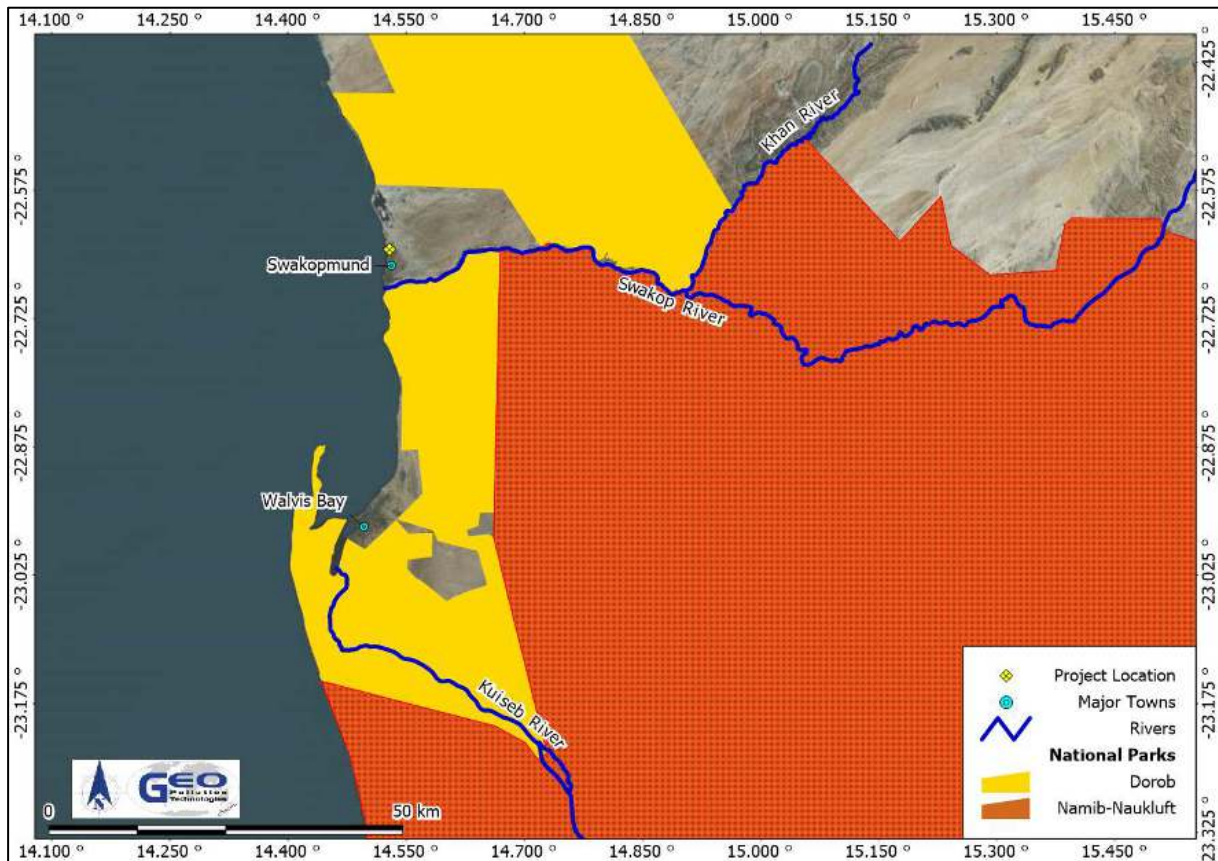 14.100 ° 14.250 ° 14.400 ° 14.550 ° 14.700 ° 14.850 ° 15.000 ° 15.150 ° 15.300 ° 15.450 °
-22.425 °
-22.575 °
-22.725 °
-22.875 °
-23.025 °
-23.175 °
-23.325 °
-22.575 °
-22.725 °
-22.875 °
-23.025 °
-23.175 °
Khan River
Swakopmund
Swakop River
Walvis Bay
Kuiseb River
Project Location
Major Towns
Rivers
National Parks
Dorob
Namib-Naukluft
GEO
Pollution
Technologies
0 50 km
14.100 ° 14.250 ° 14.400 ° 14.550 ° 14.700 ° 14.850 ° 15.000 ° 15.150 ° 15.300 ° 15.450 °